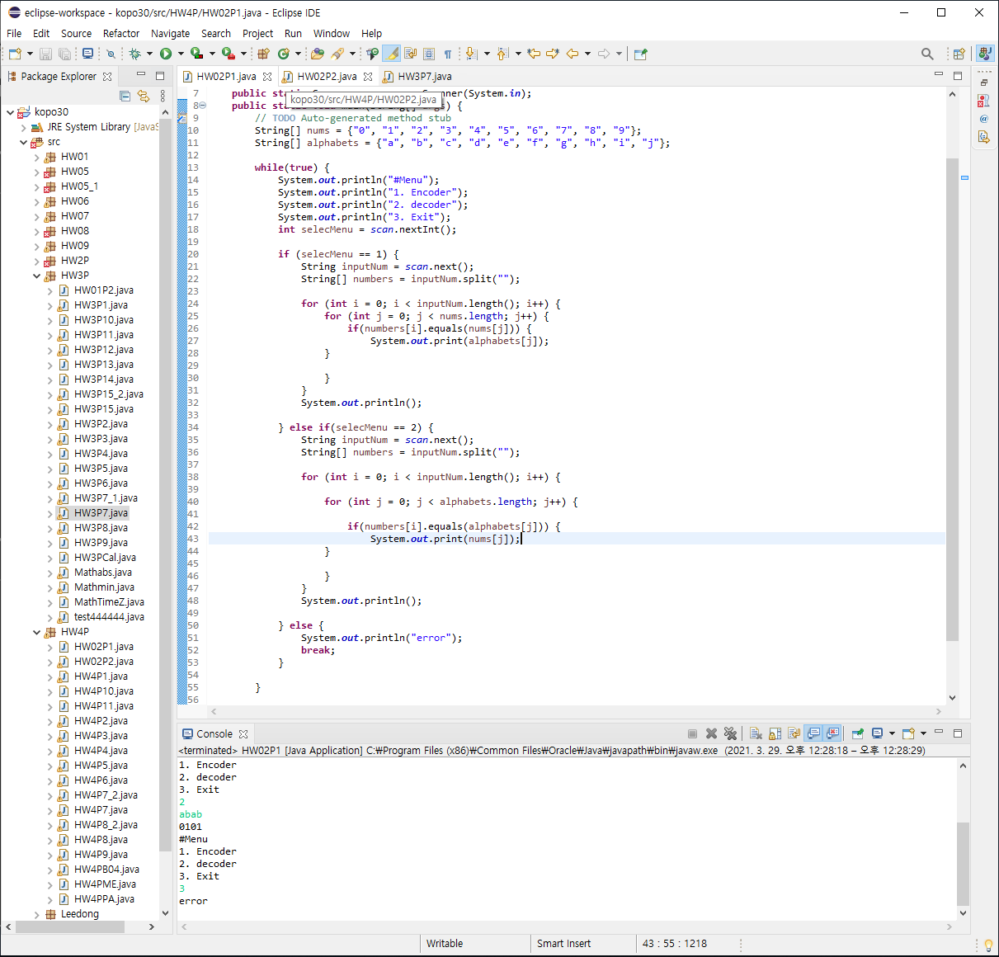 eclipse-workspace - kopo30/src/HW4P/HW02P1.java - Eclipse IDE
File Edit Source Refactor Navigate Search Project Run Window Help
Package Explorer
kopo30
JRE System Library [JavaS
src
HW01
HW05
HW05_1
HW06
HW07
HW08
HW09
HW2P
HW3P
HW01P2.java
HW3P1.java
HW3P10.java
HW3P11.java
HW3P12.java
HW3P13.java
HW3P14.java
HW3P15_2.java
HW3P15.java
HW3P2.java
HW3P3.java
HW3P4.java
HW3P5.java
HW3P6.java
HW3P7_1.java
HW3P7.java
HW3P8.java
HW3P9.java
HW3PCal.java
Mathabs.java
Mathmin.java
MathTimeZ.java
test444444.java
HW4P
HW02P1.java
HW02P2.java
HW4P1.java
HW4P10.java
HW4P11.java
HW4P2.java
HW4P3.java
HW4P4.java
HW4P5.java
HW4P6.java
HW4P7_2.java
HW4P7.java
HW4P8_2.java
HW4P8.java
HW4P9.java
HW4PB04.java
HW4PME.java
HW4PPA.java
Leedong
HW02P1.java HW02P2.java HW3P7.java
kopo30/src/HW4P/HW02P2.java
7 public sta nner(System.in);
8 public static void main(String[] args) {
9 // TODO Auto-generated method stub
10 String[] nums = {"0", "1", "2", "3", "4", "5", "6", "7", "8", "9"};
11 String[] alphabets = {"a", "b", "c", "d", "e", "f", "g", "h", "i", "j"};
12
13 while(true) {
14 System.out.println("#Menu");
15 System.out.println("1. Encoder");
16 System.out.println("2. decoder");
17 System.out.println("3. Exit");
18 int selecMenu = scan.nextInt();
19
20 if (selecMenu == 1) {
21 String inputNum = scan.next();
22 String[] numbers = inputNum.split("");
23
24 for (int i = 0; i < inputNum.length(); i++) {
25 for (int j = 0; j < nums.length; j++) {
26 if(numbers[i].equals(nums[j])) {
27 System.out.print(alphabets[j]);
28 }
29
30 }
31 }
32 System.out.println();
33
34 } else if(selecMenu == 2) {
35 String inputNum = scan.next();
36 String[] numbers = inputNum.split("");
37
38 for (int i = 0; i < inputNum.length(); i++) {
39
40 for (int j = 0; j < alphabets.length; j++) {
41
42 if(numbers[i].equals(alphabets[j])) {
43 System.out.print(nums[j]);
44 }
45
46 }
47 }
48 System.out.println();
49
50 } else {
51 System.out.println("error");
52 break;
53 }
54
55 }
56
Console
<terminated> HW02P1 [Java Application] C:₩Program Files (x86)₩Common Files₩Oracle₩Java₩javapath₩bin₩javaw.exe (2021. 3. 29. 오후 12:28:18 – 오후 12:28:29)
1. Encoder
2. decoder
3. Exit
2
abab
0101
#Menu
1. Encoder
2. decoder
3. Exit
3
error
Writable Smart Insert 43 : 55 : 1218